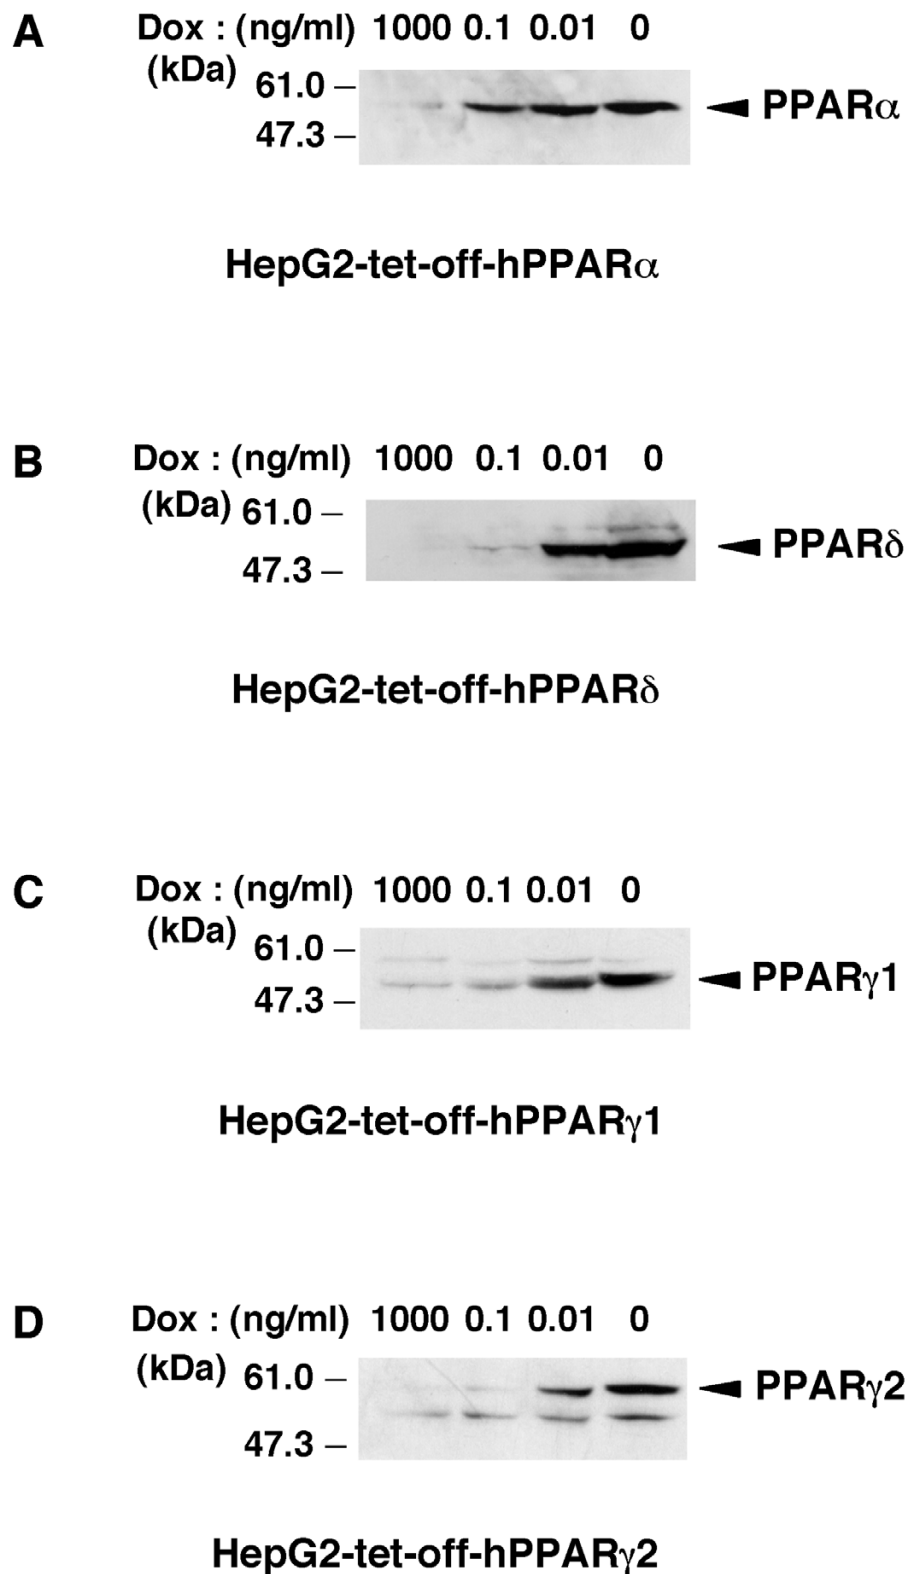 A Dox : (ng/ml) 1000 0.1 0.01 0
(kDa) 61.0
PPARα
47.3
HepG2-tet-off-hPPARα
B Dox : (ng/ml) 1000 0.1 0.01 0
(kDa) 61.0
PPARδ
47.3
HepG2-tet-off-hPPARδ
C Dox : (ng/ml) 1000 0.1 0.01 0
(kDa) 61.0
PPARγ1
47.3
HepG2-tet-off-hPPARγ1
D Dox : (ng/ml) 1000 0.1 0.01 0
(kDa) 61.0
PPARγ2
47.3
HepG2-tet-off-hPPARγ2